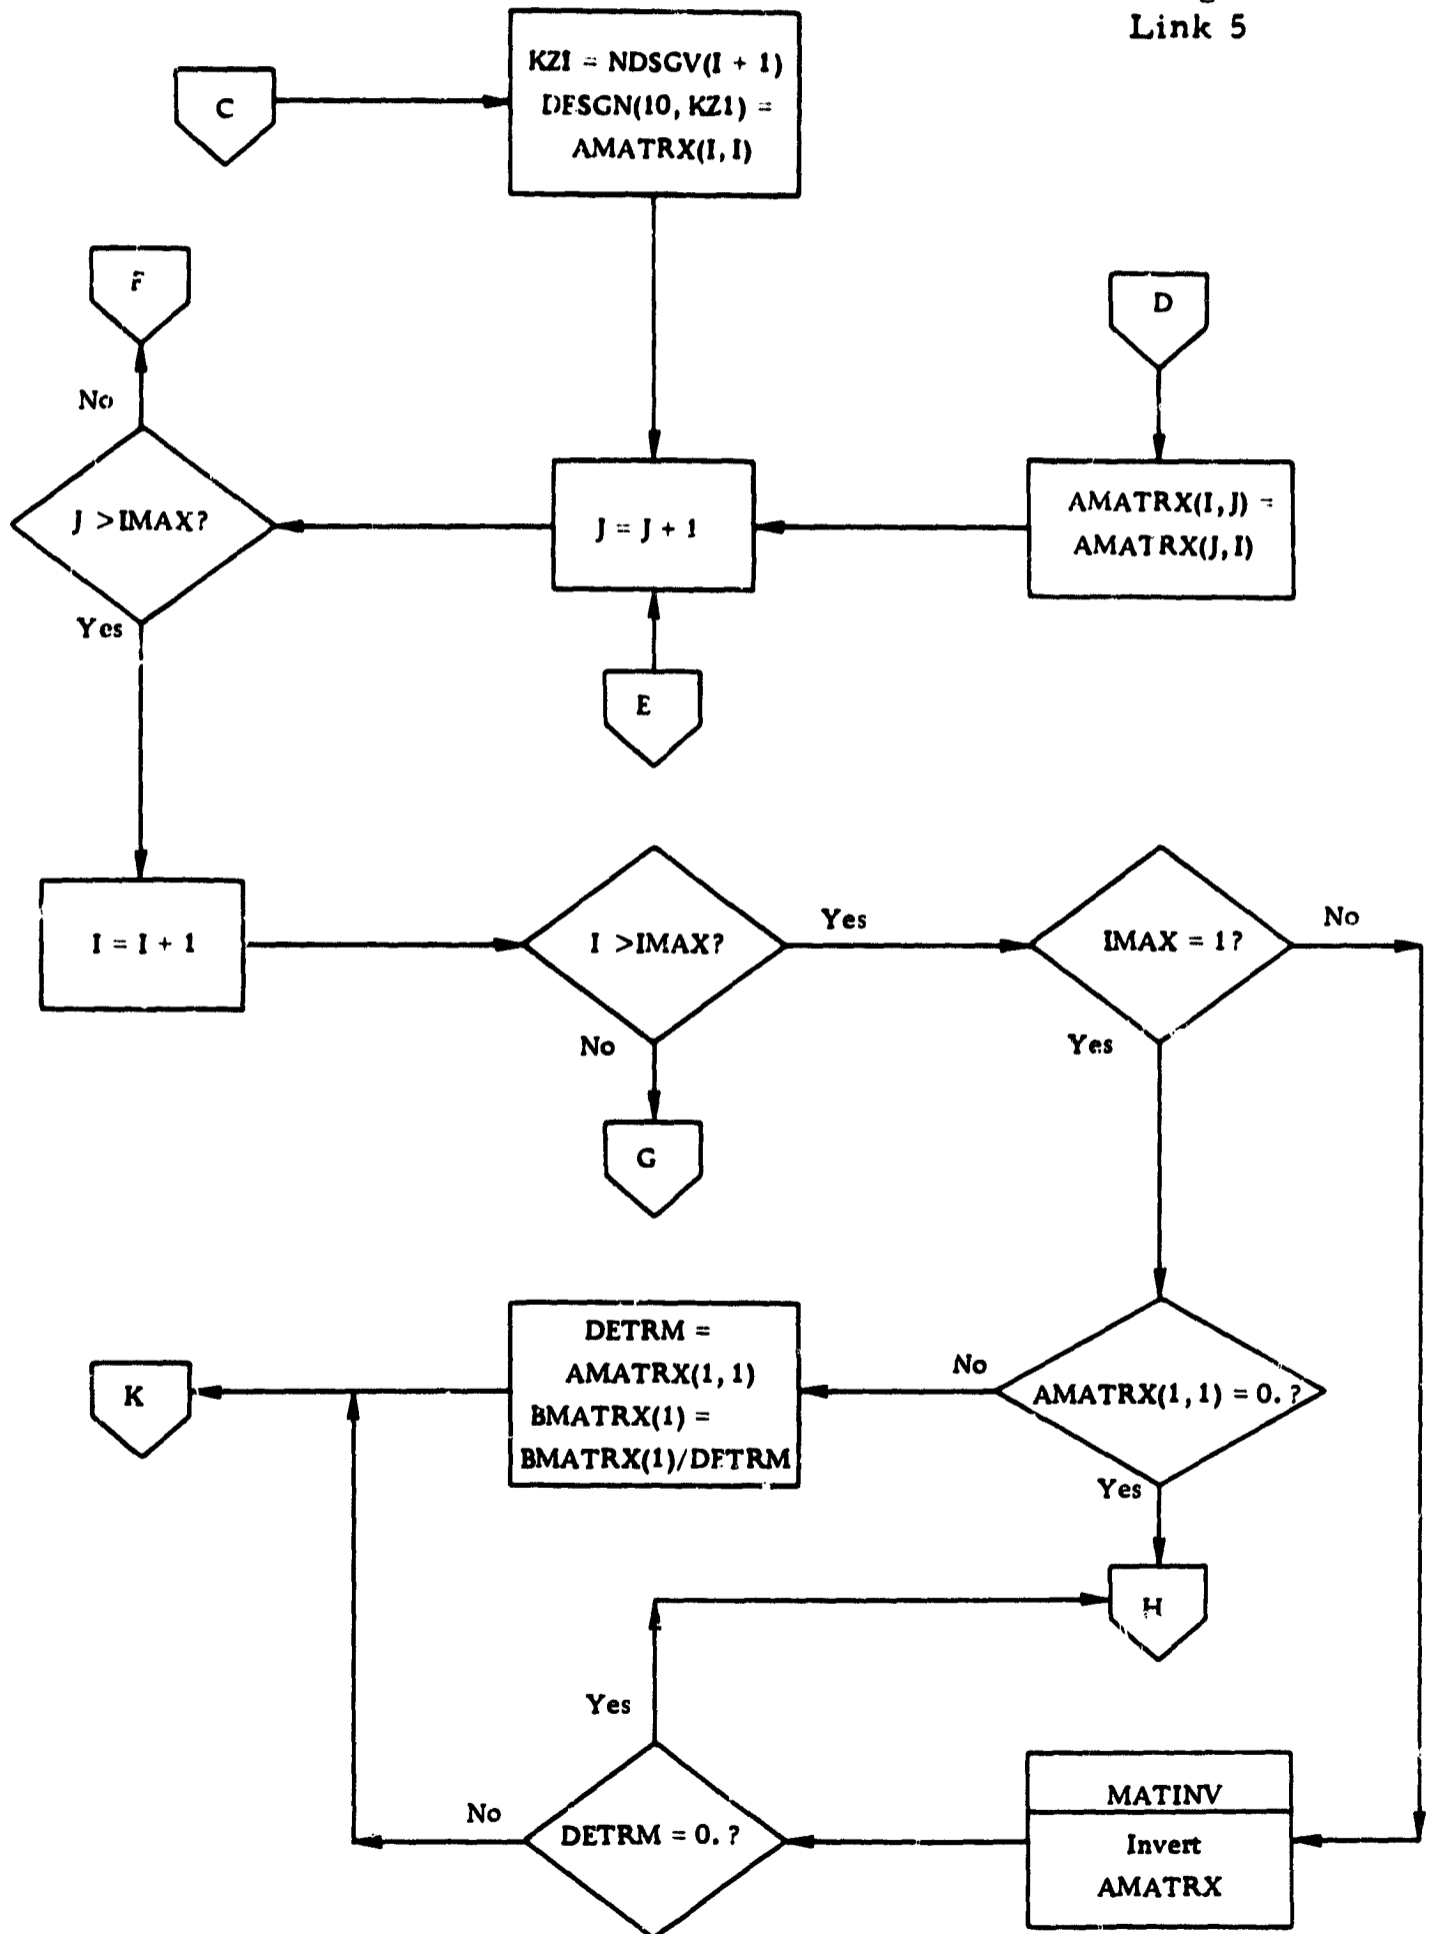 Link 5
C
KZ1 = NDSGV(I + 1)
DESGN(10, KZ1) =
AMATRX(I, I)
F
D
No
J >IMAX?
J = J + 1
AMATRX(I, J) =
AMATRX(J, I)
Yes
E
I = I + 1
I >IMAX?
Yes
IMAX = 1?
No
No
Yes
G
DETRM =
AMATRX(1, 1)
BMATRX(1) =
BMATRX(1)/DETRM
No
AMATRX(1, 1) = 0. ?
K
Yes
H
Yes
MATINV
No
DETRM = 0. ?
Invert
AMATRX